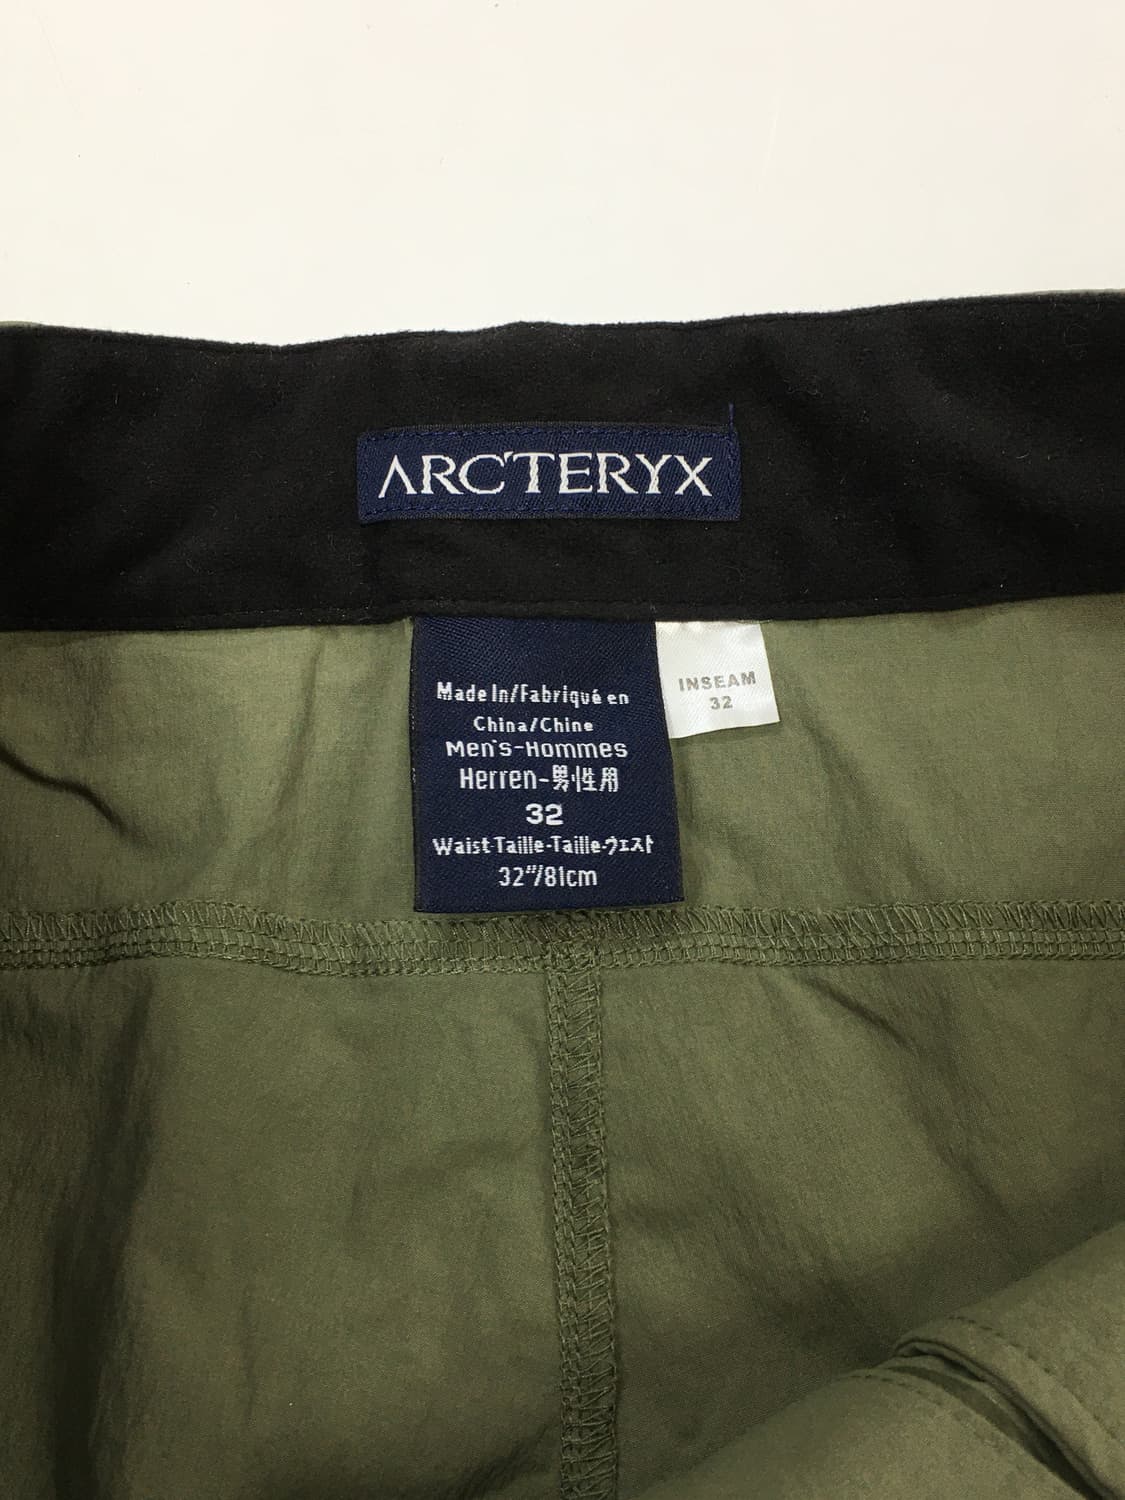 ARC'TERYX
Made In/Fabriqué en
China/Chine
Men's-Hommes
Herren-男性用
32
Waist-Taille-Taille-ウエスト
32"/81cm
INSEAM
32